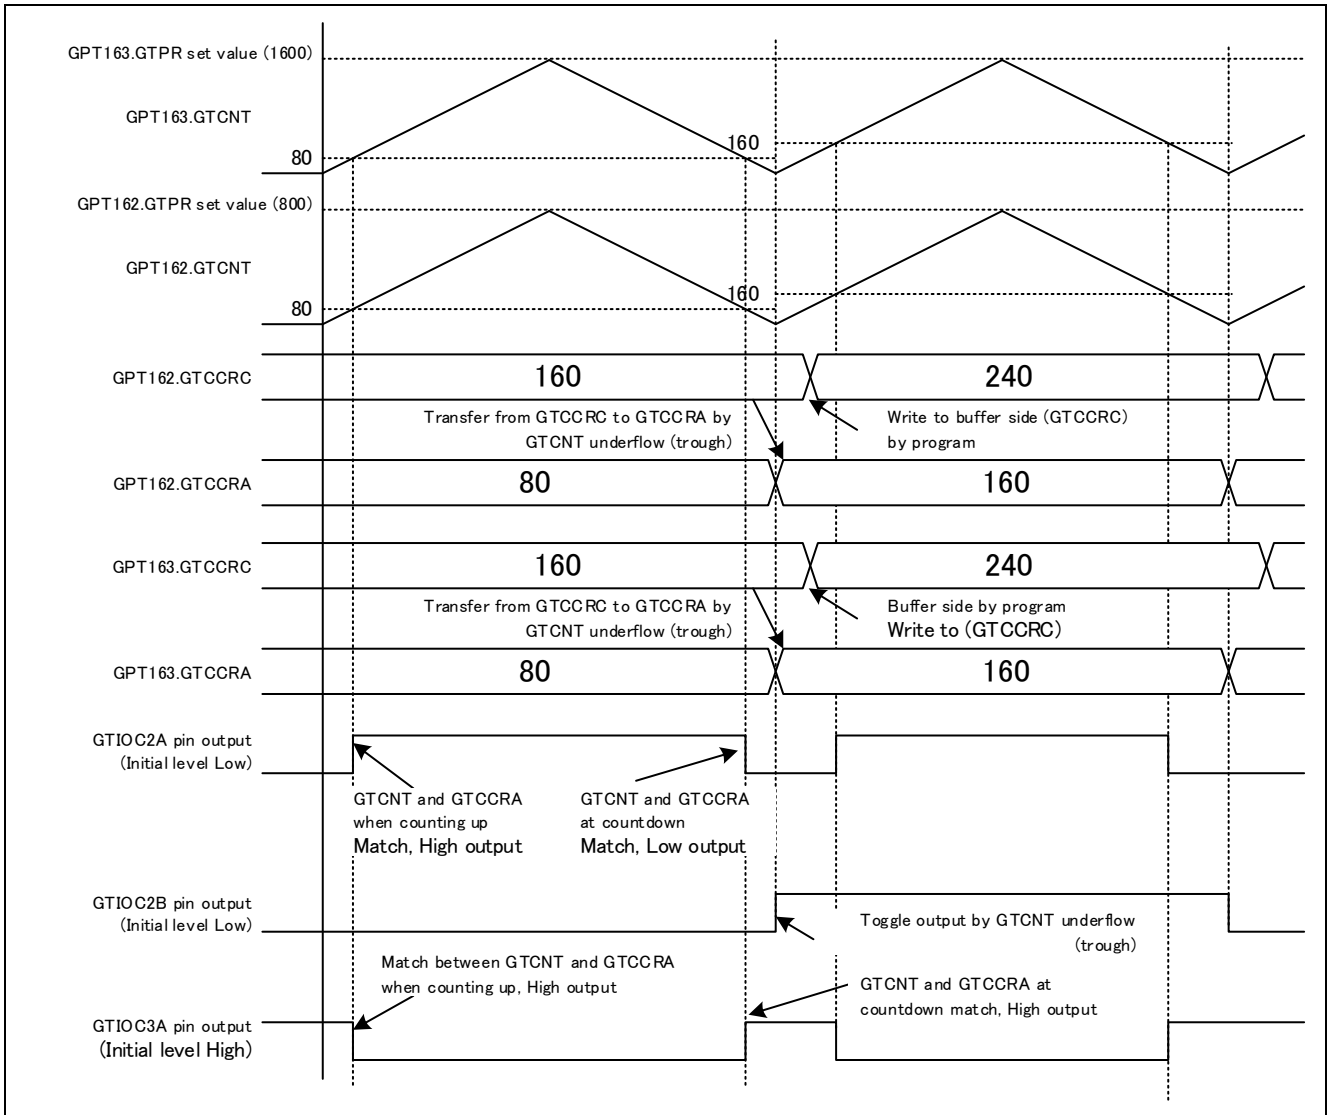 GPT163.GTPR set value (1600)
GPT163.GTCNT
160
80
GPT162.GTPR set value (800)
GPT162.GTCNT
160
80
GPT162.GTCCRC
160
240
Transfer from GTCCRC to GTCCRA by
GTCNT underflow (trough)
Write to buffer side (GTCCRC)
by program
GPT162.GTCCRA
80
160
GPT163.GTCCRC
160
240
Transfer from GTCCRC to GTCCRA by
GTCNT underflow (trough)
Buffer side by program
Write to (GTCCRC)
GPT163.GTCCRA
80
160
GTIOC2A pin output
(Initial level Low)
GTCNT and GTCCRA
when counting up
Match, High output
GTCNT and GTCCRA
at countdown
Match, Low output
GTIOC2B pin output
(Initial level Low)
Toggle output by GTCNT underflow
(trough)
Match between GTCNT and GTCCRA
when counting up, High output
GTCNT and GTCCRA at
countdown match, High output
GTIOC3A pin output
(Initial level High)